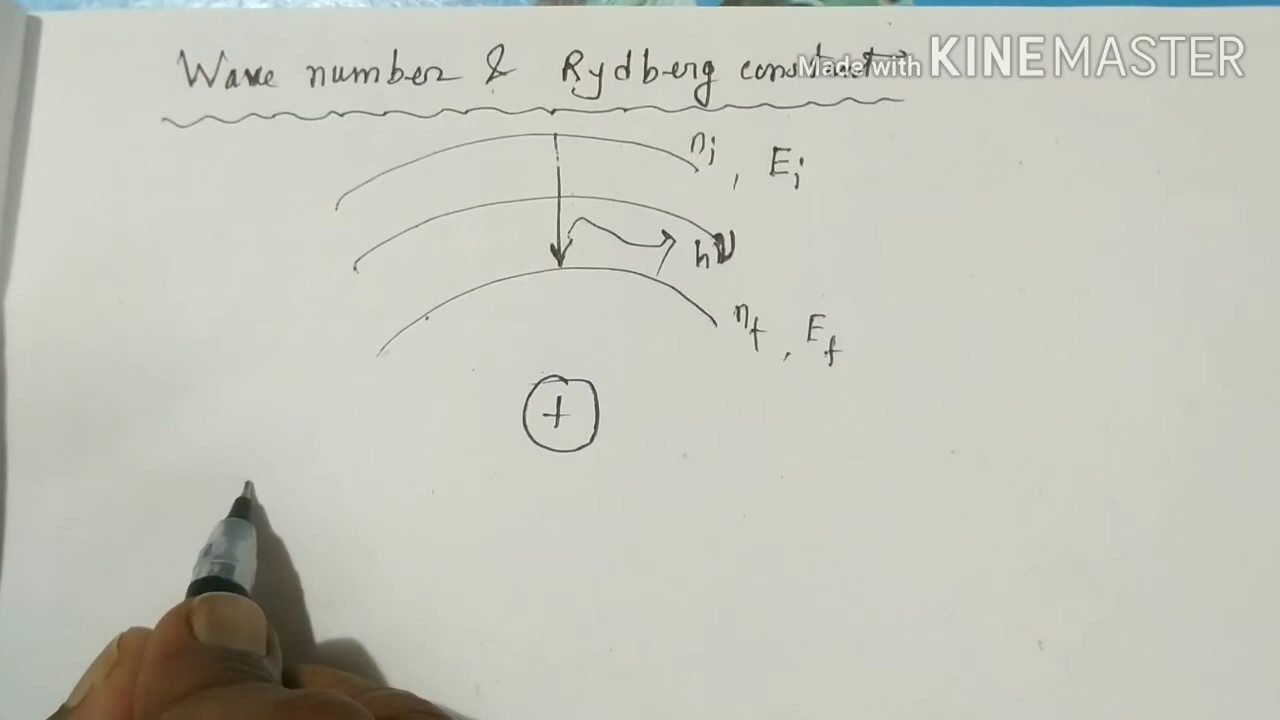 Wave number & Rydberg constant
Made with KINEMASTER
ni , Ei
hν
nf , Ef
+